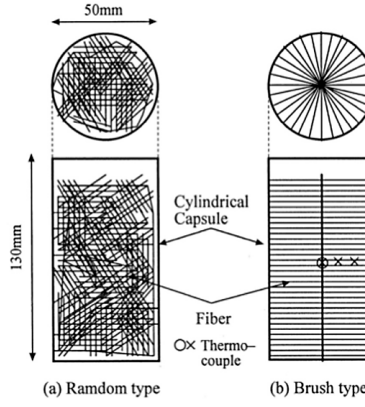 50mm
130mm
Cylindrical
Capsule
Fiber
Thermo–
couple
(a) Ramdom type
(b) Brush type